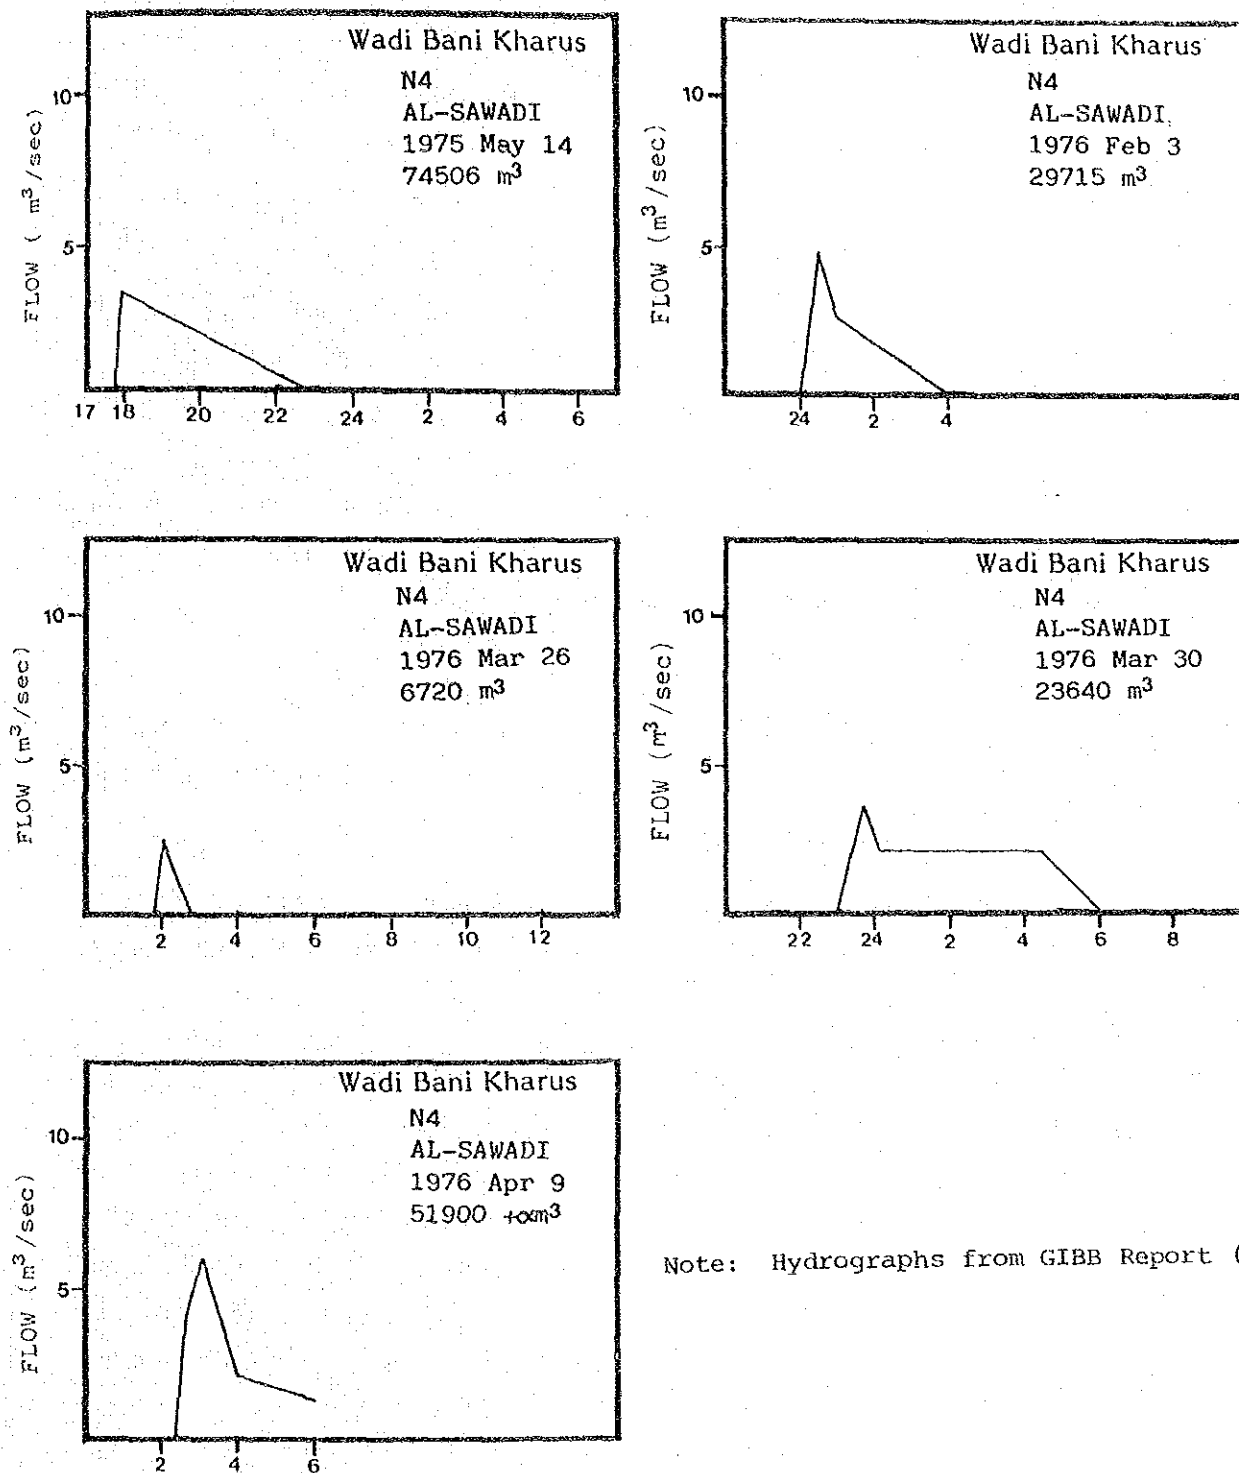 Wadi Bani Kharus
N4
AL-SAWADI
1975 May 14
74506 m³
FLOW ( m³/sec)
10
5
17 18 20 22 24 2 4 6
Wadi Bani Kharus
N4
AL-SAWADI
1976 Feb 3
29715 m³
FLOW (m³/sec)
10
5
24 2 4
Wadi Bani Kharus
N4
AL-SAWADI
1976 Mar 26
6720 m³
FLOW (m³/sec)
10
5
2 4 6 8 10 12
Wadi Bani Kharus
N4
AL-SAWADI
1976 Mar 30
23640 m³
FLOW (m³/sec)
10
5
22 24 2 4 6 8
Wadi Bani Kharus
N4
AL-SAWADI
1976 Apr 9
51900 +αm³
FLOW (m³/sec)
10
5
2 4 6
Note: Hydrographs from GIBB Report (